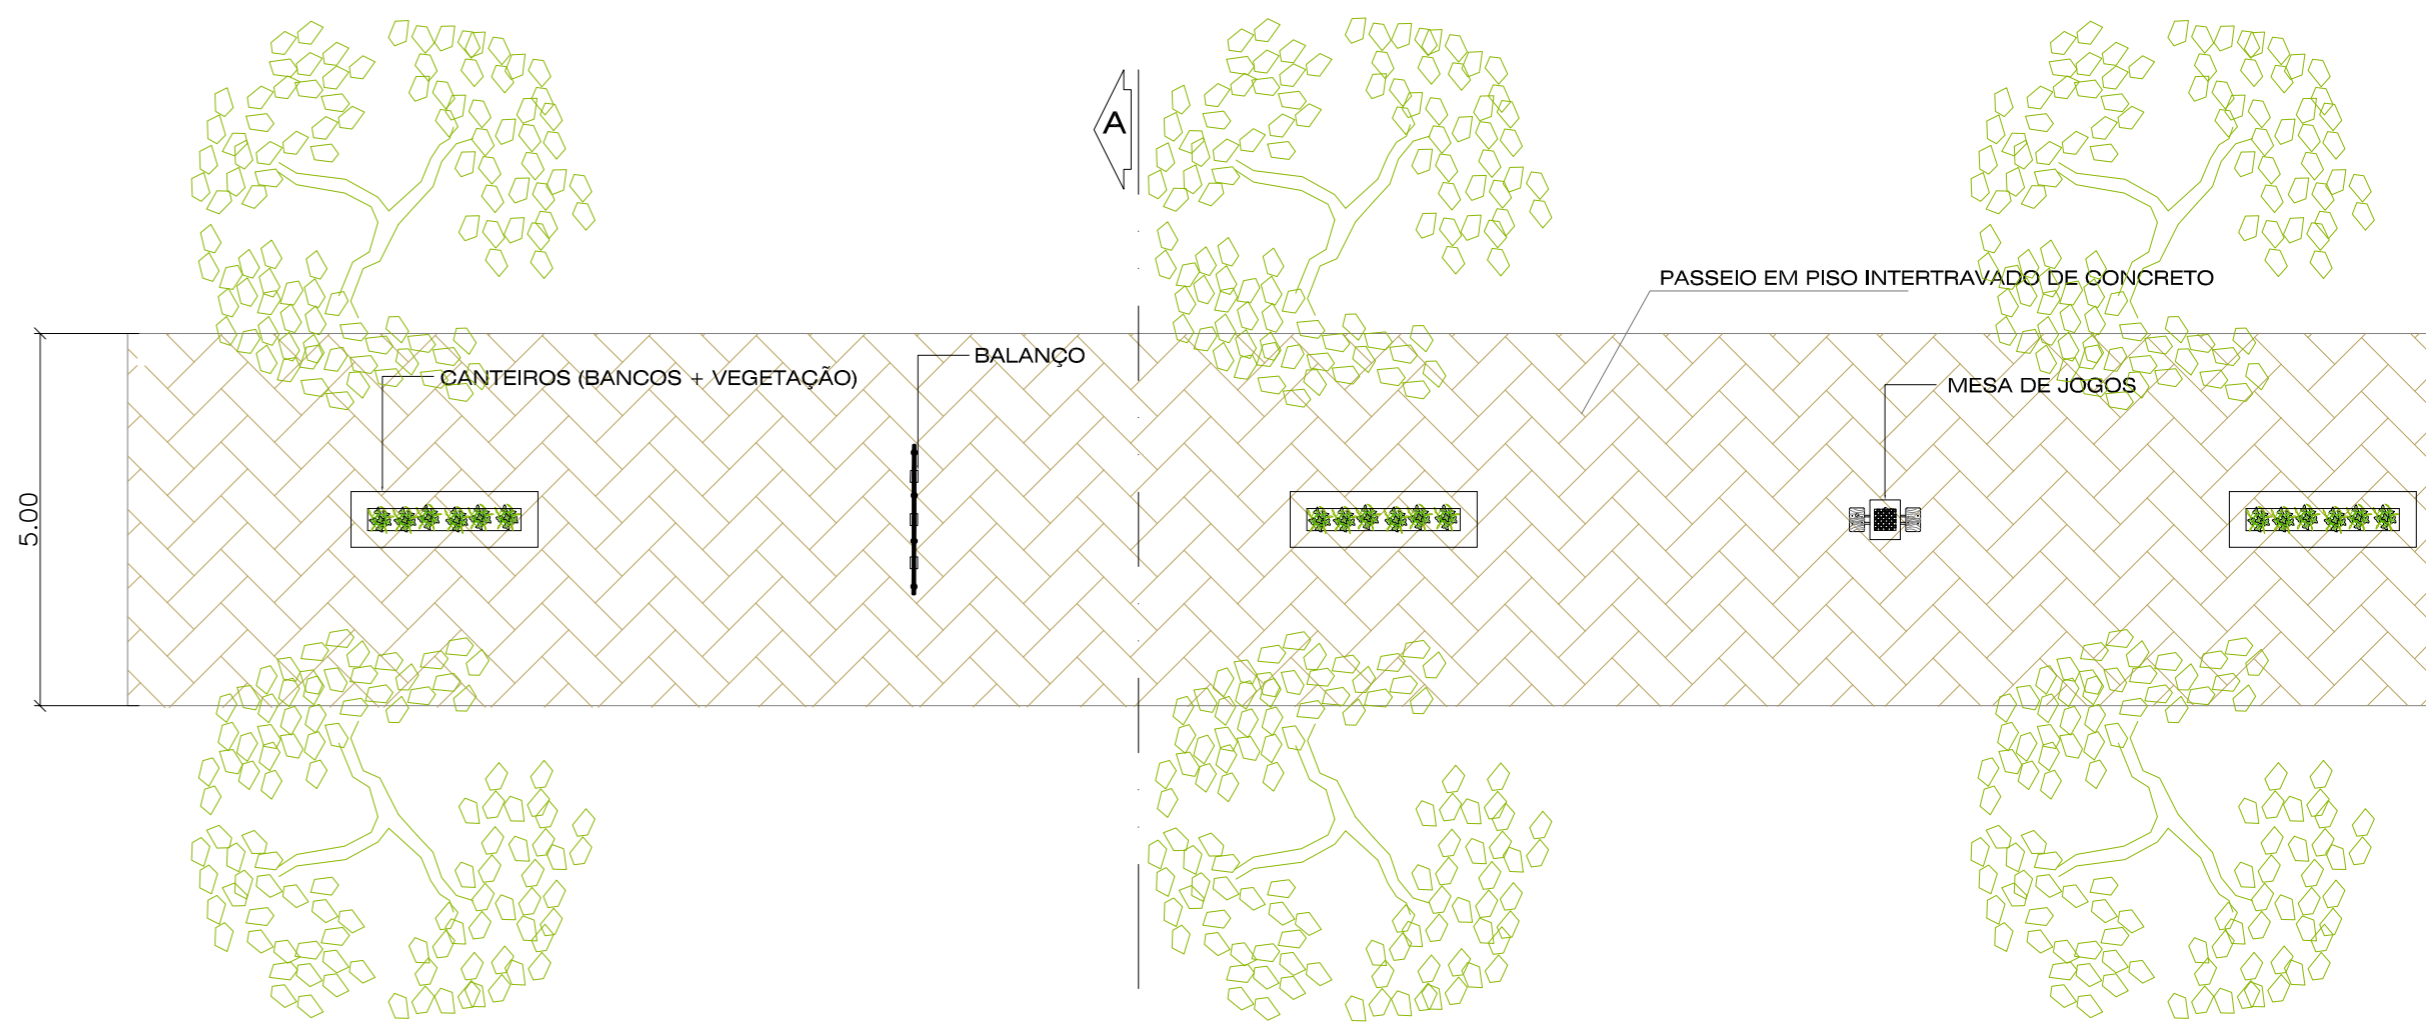 A
PASSEIO EM PISO INTERTRAVADO DE CONCRETO
BALANÇO
CANTEIROS (BANCOS + VEGETAÇÃO)
MESA DE JOGOS
5.00